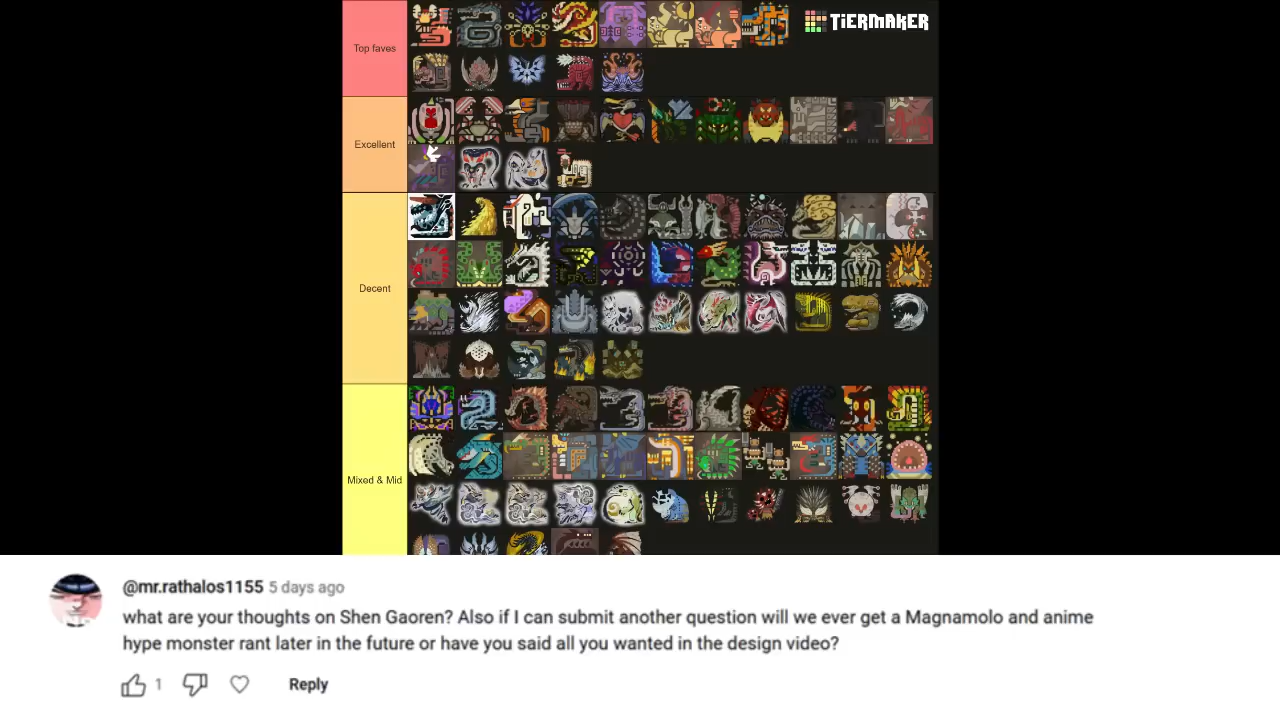 Top faves
TIERMAKER
Excellent
Decent
Mixed & Mid
@mr.rathalos1155 5 days ago
what are your thoughts on Shen Gaoren? Also if I can submit another question will we ever get a Magnamolo and anime
hype monster rant later in the future or have you said all you wanted in the design video?
1
Reply